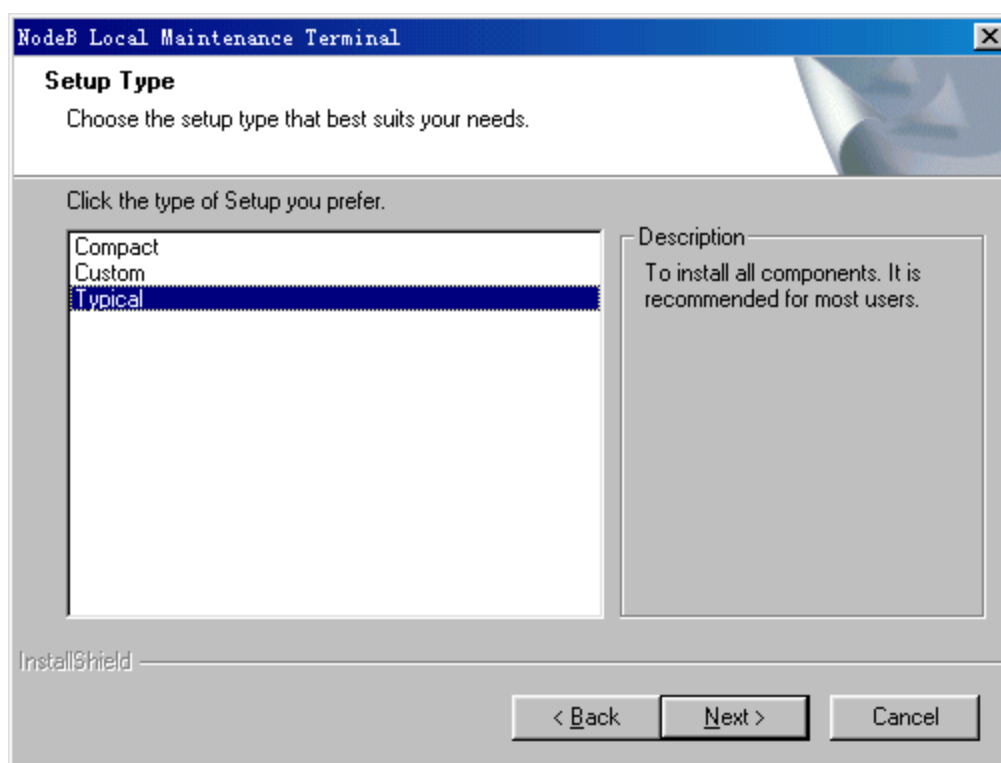 NodeB Local Maintenance Terminal
Setup Type
Choose the setup type that best suits your needs.
Click the type of Setup you prefer.
Compact
Custom
Typical
Description
To install all components. It is
recommended for most users.
InstallShield
< Back Next > Cancel